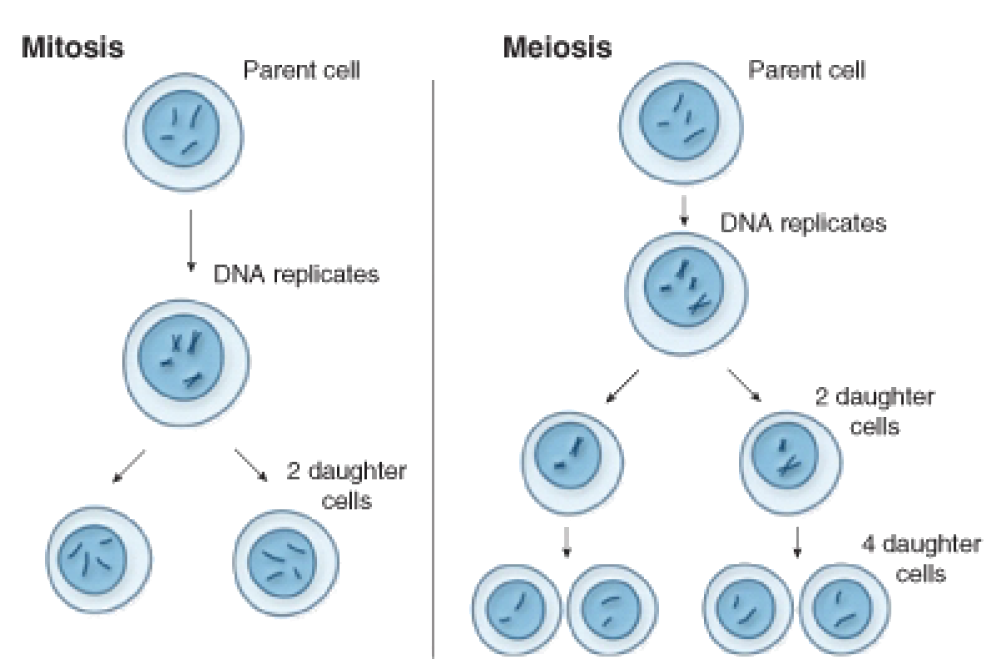 Mitosis
Parent cell
DNA replicates
2 daughter
cells
Meiosis
Parent cell
DNA replicates
2 daughter
cells
4 daughter
cells